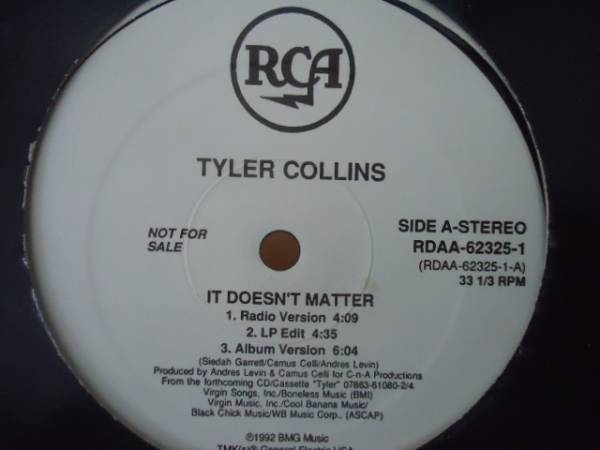 RCA
TYLER COLLINS
NOT FOR
SALE
SIDE A-STEREO
RDAA-62325-1
(RDAA-62325-1-A)
33 1/3 RPM
IT DOESN'T MATTER
1. Radio Version 4:09
2. LP Edit 4:35
3. Album Version 6:04
(Siedah Garrett/Camus Celli/Andres Levin)
Produced by Andres Levin & Camus Celli for C-n-A Productions
From the forthcoming CD/Cassette "Tyler" 07863-61080-2/4
Virgin Songs, Inc./Boneless Music (BMI)
Virgin Music, Inc./Cool Banana Music/
Black Chick Music/WB Music Corp., (ASCAP)
℗1992 BMG Music
TMK(s)® General Electric USA